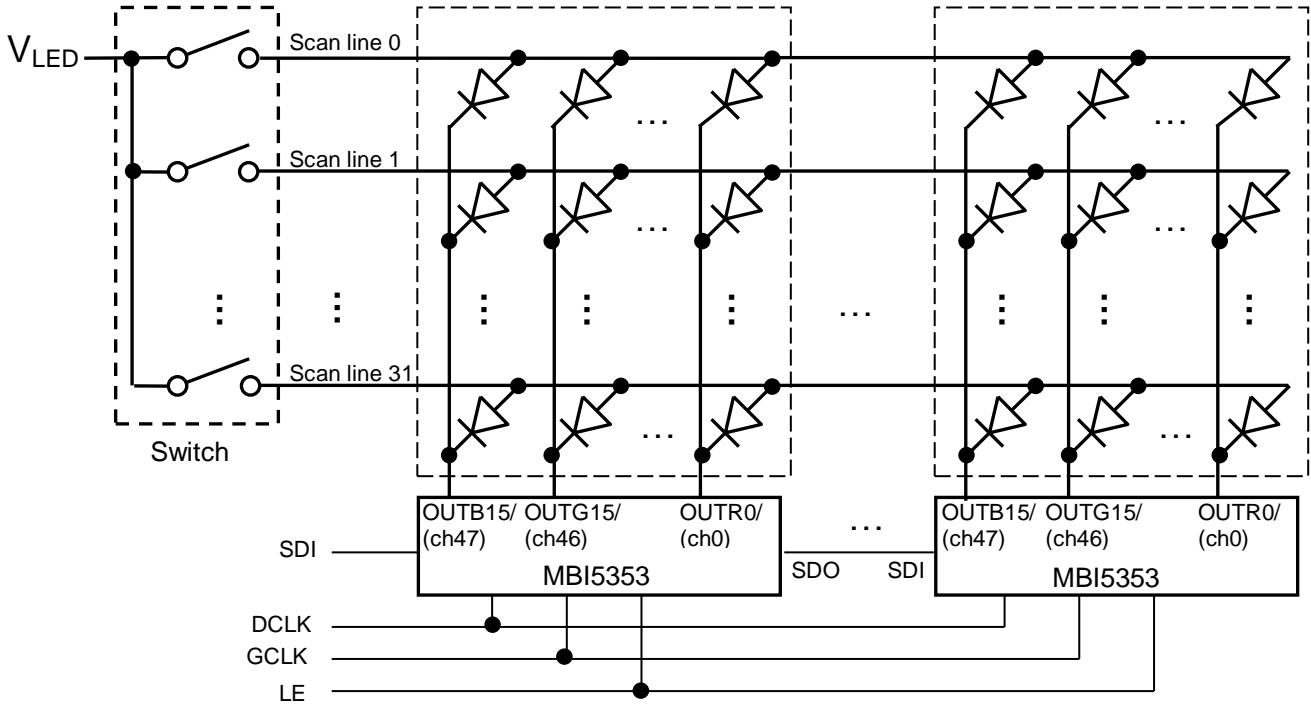 VLED
Scan line 0
Scan line 1
Scan line 31
Switch
OUTB15/ OUTG15/ OUTR0/
(ch47) (ch46) (ch0)
MBI5353
OUTB15/ OUTG15/ OUTR0/
(ch47) (ch46) (ch0)
MBI5353
SDI
SDO SDI
DCLK
GCLK
LE